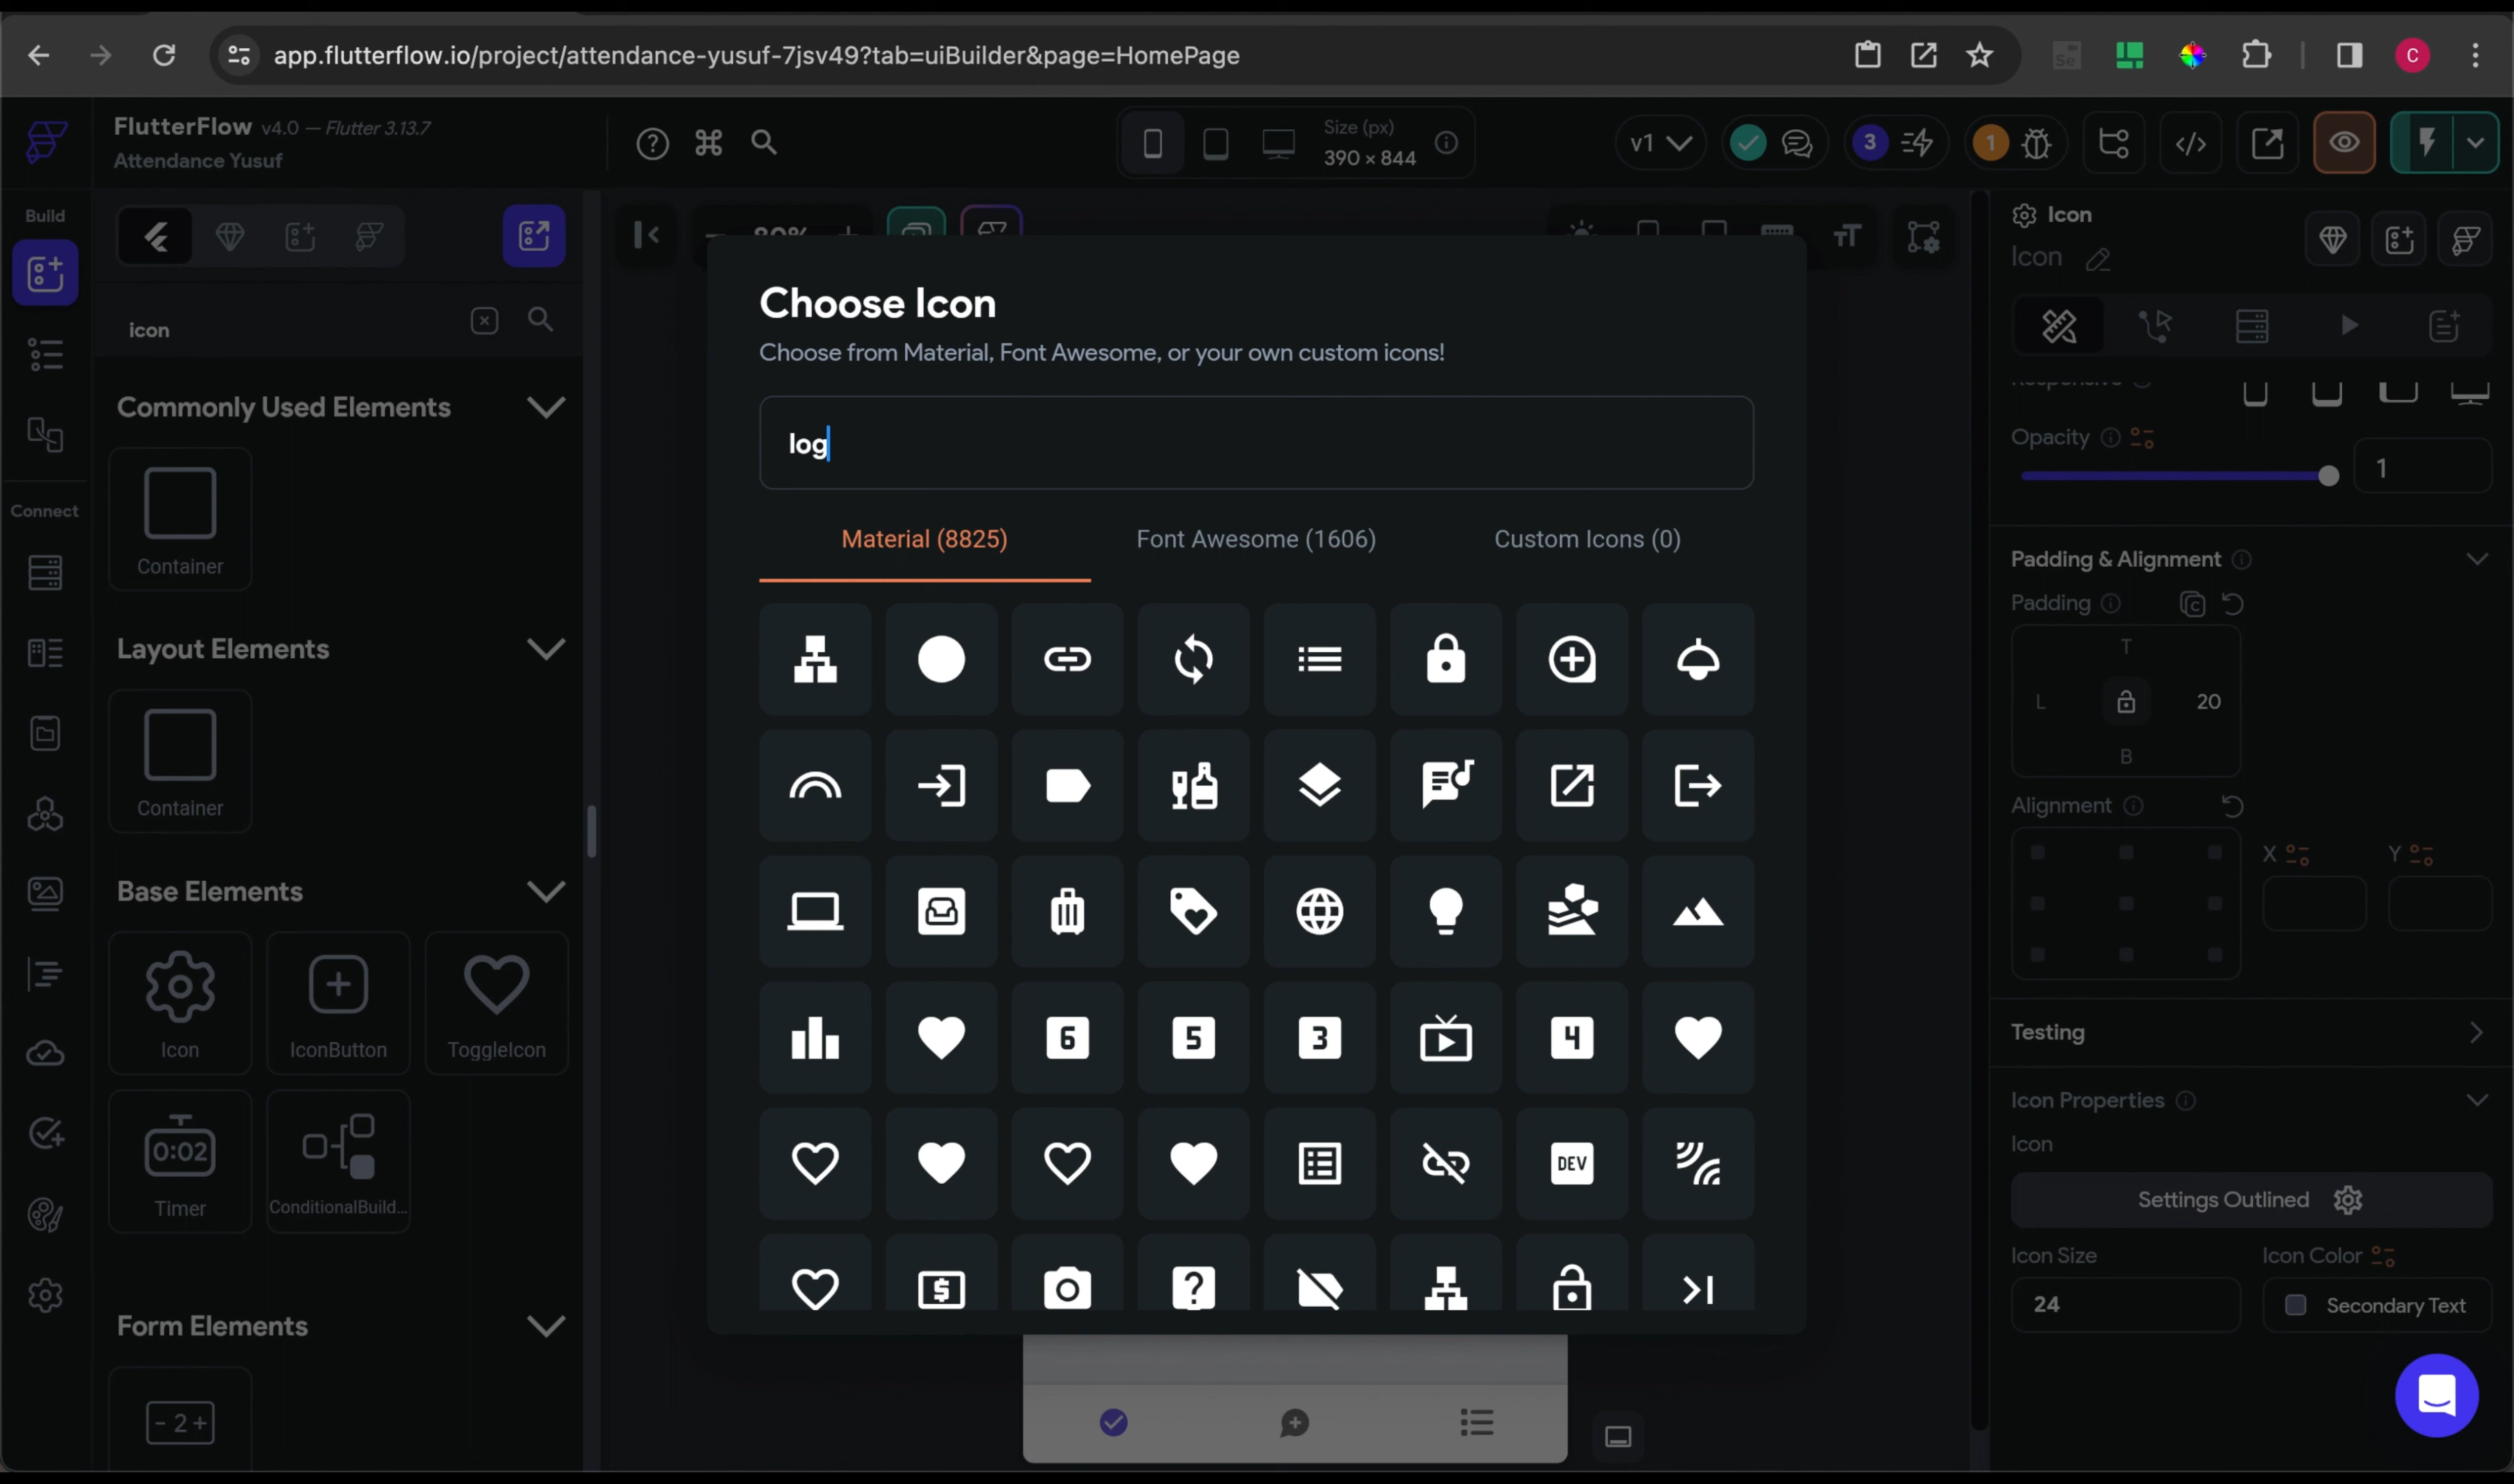 app.flutterflow.io/project/attendance-yusuf-7jsv49?tab=uiBuilder&page=HomePage
Se
C
FlutterFlow v4.0 — Flutter 3.13.7
Attendance Yusuf
Size (px)
390 × 844
v1
3
1
Build
Connect
icon
Commonly Used Elements
Container
Layout Elements
Container
Base Elements
Icon
IconButton
ToggleIcon
0:02
Timer
ConditionalBuild...
Form Elements
- 2 +
80%
Choose Icon
Choose from Material, Font Awesome, or your own custom icons!
log
Material (8825)
Font Awesome (1606)
Custom Icons (0)
6
5
3
4
DEV
$
?
Icon
Icon
Responsive
Opacity
1
Padding & Alignment
Padding
T
L
20
B
Alignment
X
Y
Testing
Icon Properties
Icon
Settings Outlined
Icon Size
Icon Color
24
Secondary Text